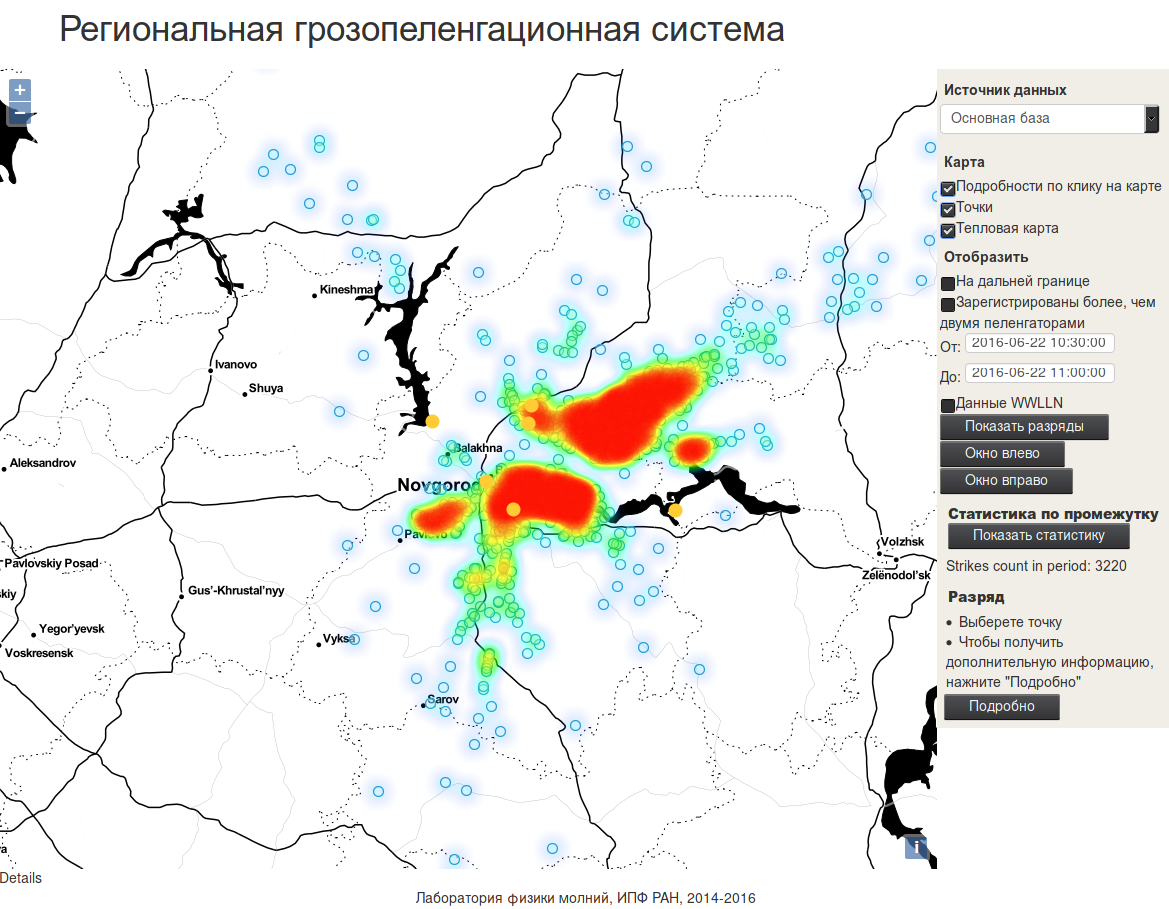 Региональная грозопеленгационная система
+
−
Kineshma
Ivanovo
Shuya
Aleksandrov
Balakhna
Novgorod
Pavlovo
Pavlovskiy Posad
skiy
Gus'-Khrustal'nyy
Yegor'yevsk
Voskresensk
Vyksa
Sarov
Volzhsk
Zelenodol'sk
a
i
Источник данных
Основная база
Карта
Подробности по клику на карте
Точки
Тепловая карта
Отобразить
На дальней границе
Зарегистрированы более, чем
двумя пеленгаторами
От: 2016-06-22 10:30:00
До: 2016-06-22 11:00:00
Данные WWLLN
Показать разряды
Окно влево
Окно вправо
Статистика по промежутку
Показать статистику
Strikes count in period: 3220
Разряд
• Выберете точку
• Чтобы получить
дополнительную информацию,
нажмите "Подробно"
Подробно
Details
Лаборатория физики молний, ИПФ РАН, 2014-2016